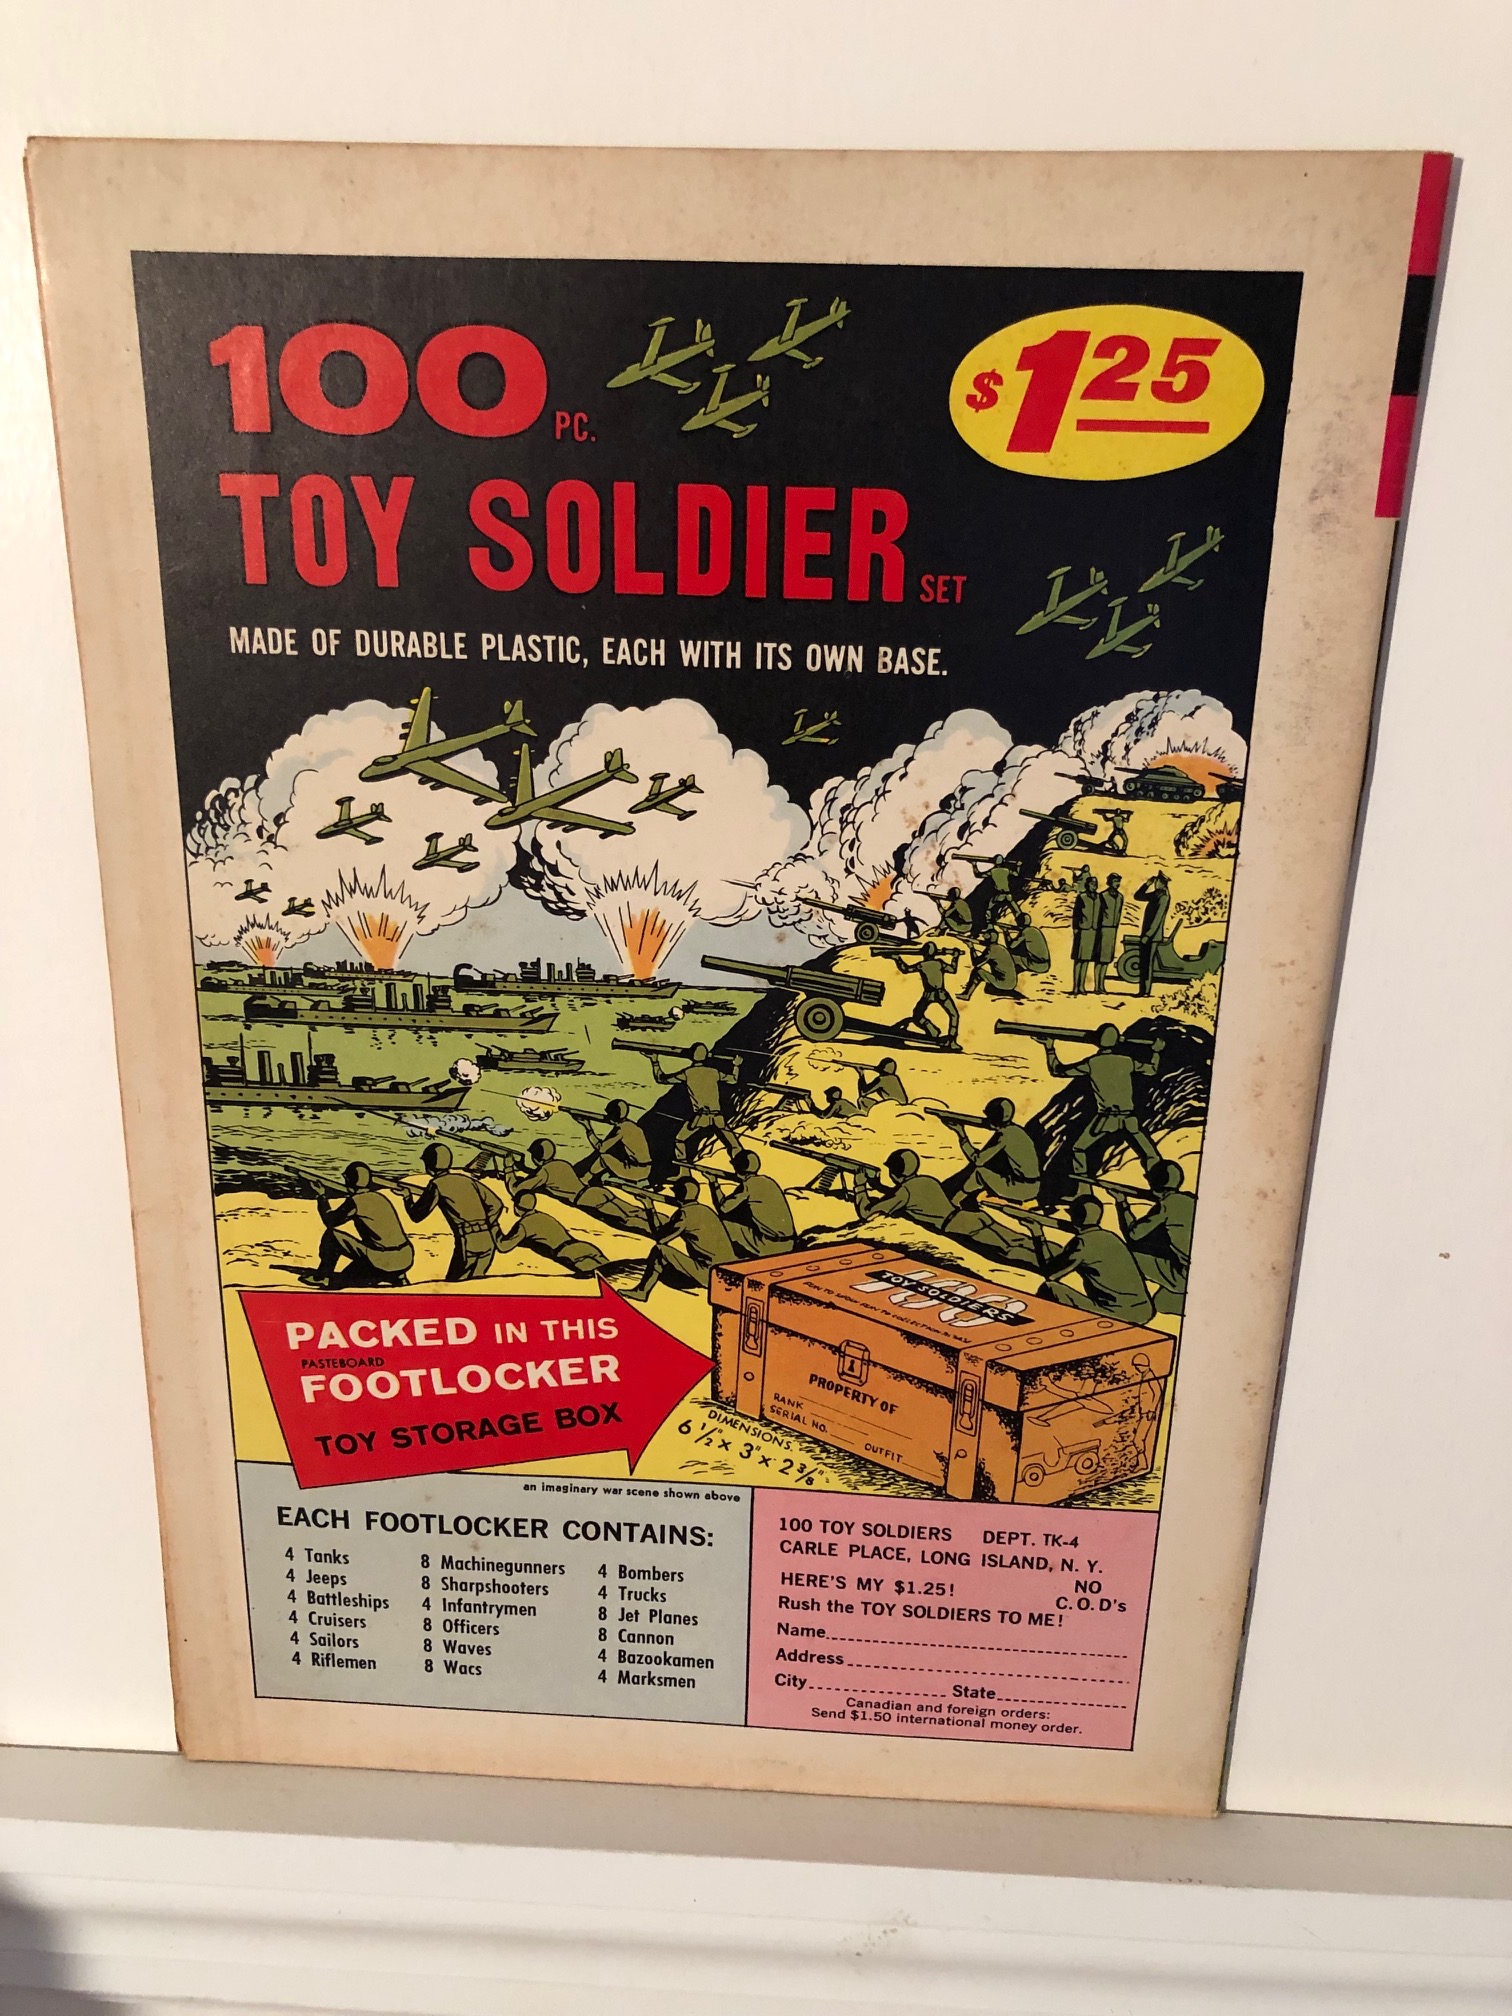 100 PC.
$1 25
TOY SOLDIER SET
MADE OF DURABLE PLASTIC, EACH WITH ITS OWN BASE.
100
TOY SOLDIERS
PACKED IN THIS
PASTEBOARD
FOOTLOCKER
TOY STORAGE BOX
PROPERTY OF
RANK
SERIAL NO.
OUTFIT
DIMENSIONS.
6 1/2" x 3" x 2 3/8"
an imaginary war scene shown above
EACH FOOTLOCKER CONTAINS:
4 Tanks
4 Jeeps
4 Battleships
4 Cruisers
4 Sailors
4 Riflemen
8 Machinegunners
8 Sharpshooters
4 Infantrymen
8 Officers
8 Waves
8 Wacs
4 Bombers
4 Trucks
8 Jet Planes
8 Cannon
4 Bazookamen
4 Marksmen
100 TOY SOLDIERS DEPT. TK-4
CARLE PLACE, LONG ISLAND, N. Y.
HERE'S MY $1.25! NO
Rush the TOY SOLDIERS TO ME! C. O. D's
Name
Address
City State
Canadian and foreign orders:
Send $1.50 international money order.